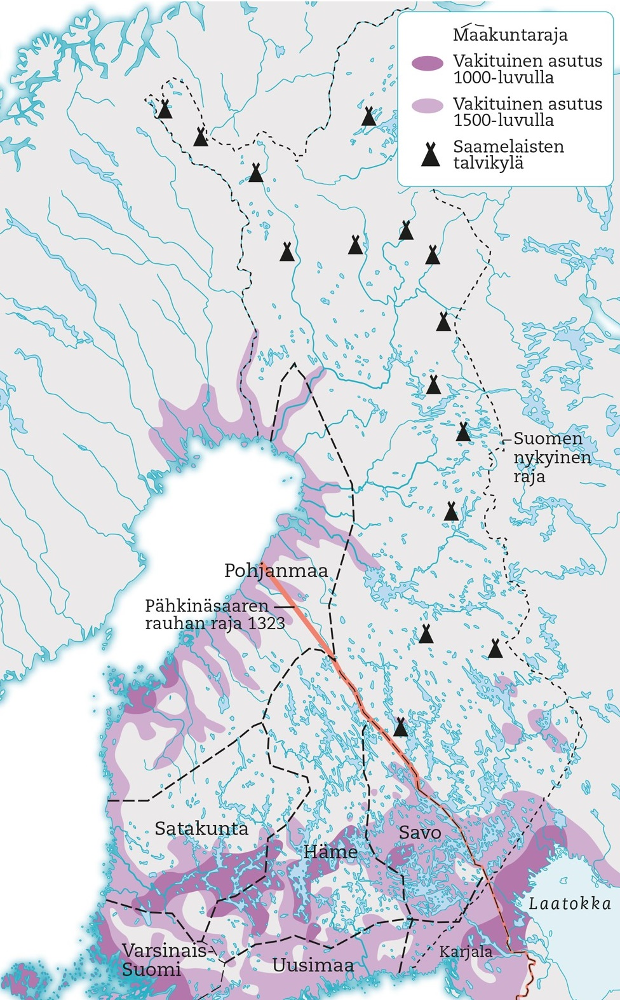 Maakuntaraja
Vakituinen asutus
1000-luvulla
Vakituinen asutus
1500-luvulla
Saamelaisten
talvikylä
Suomen
nykyinen
raja
Pohjanmaa
Pähkinäsaaren
rauhan raja 1323
Satakunta
Savo
Häme
Laatokka
Varsinais-
Suomi
Uusimaa
Karjala